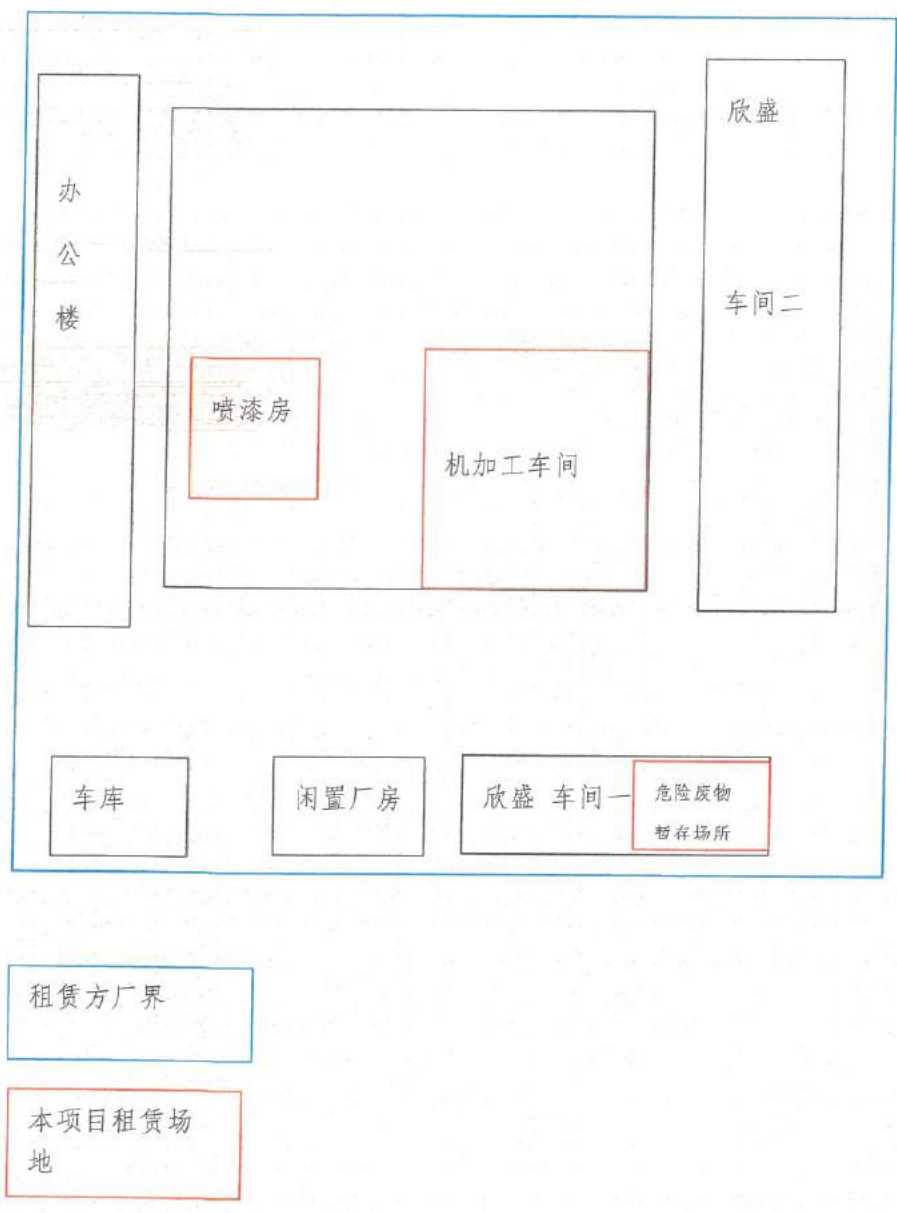 欣盛
办
公
楼
车间二
喷漆房
机加工车间
车库
闲置厂房
欣盛 车间一
危险废物
暂存场所
租赁方厂界
本项目租赁场
地